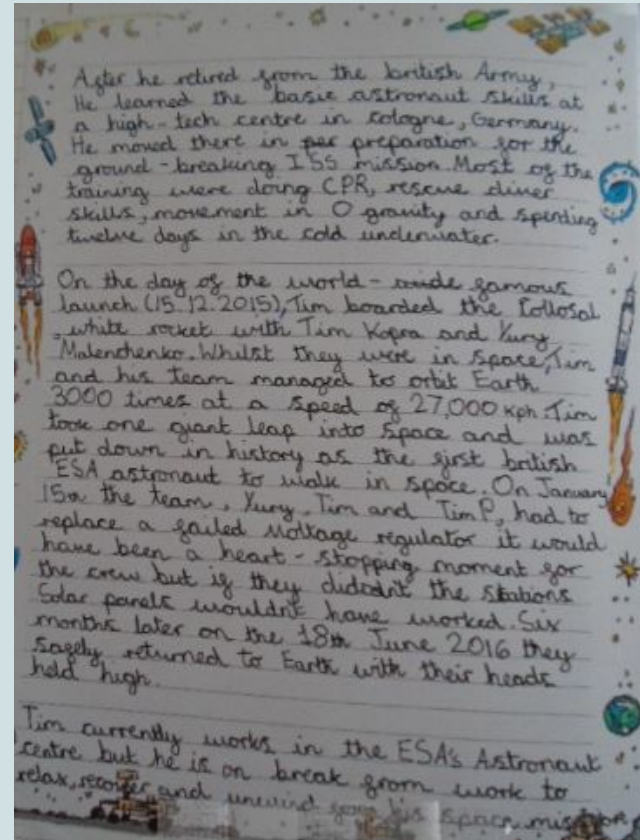 After he retired from the british Army,
He learned the basic astronaut skills at
a high-tech centre in cologne, Germany.
He moved there in per preparation for the
ground-breaking ISS mission. Most of the
training were doing CPR, rescue diver
skills, movement in 0 gravity and spending
twelve days in the cold underwater.
On the day of the world-wide famous
launch (15.12.2015), Tim boarded the Collosal
, white rocket with Tim Kopra and Yury
Malenchenko. Whilst they were in space, Tim
and his team managed to orbit Earth
3000 times at a speed of 27,000 kph. Tim
took one giant leap into space and was
put down in history as the first british
ESA astronaut to walk in space. On January
15th the team, Yury, Tim and Tim P, had to
replace a failed Voltage regulator it would
have been a heart-stopping moment for
the crew but if they didodn't the stations
Solar panels wouldn't have worked. Six
months later on the 18th June 2016 they
safely returned to Earth with their heads
held high.
Tim currently works in the ESA's Astronaut
centre but he is on break from work to
relax, recover and unwind from his space mission.